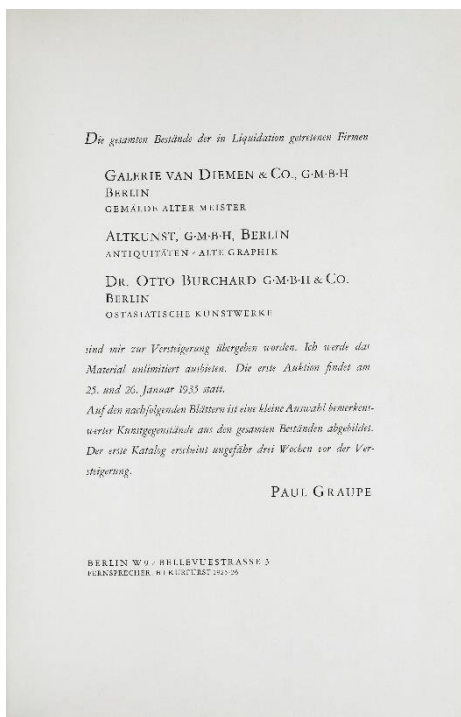 Die gesamten Bestände der in Liquidation getretenen Firmen
GALERIE VAN DIEMEN & CO., G·M·B·H
BERLIN
GEMÄLDE ALTER MEISTER
ALTKUNST, G·M·B·H, BERLIN
ANTIQUITÄTEN / ALTE GRAPHIK
DR. OTTO BURCHARD G·M·B·H & CO.
BERLIN
OSTASIATISCHE KUNSTWERKE
sind mir zur Versteigerung übergeben worden. Ich werde das
Material unlimitiert ausbieten. Die erste Auktion findet am
25. und 26. Januar 1935 statt.
Auf den nachfolgenden Blättern ist eine kleine Auswahl bemerkens-
werter Kunstgegenstände aus den gesamten Beständen abgebildet.
Der erste Katalog erscheint ungefähr drei Wochen vor der Ver-
steigerung.
PAUL GRAUPE
BERLIN W 9 / BELLEVUESTRASSE 3
FERNSPRECHER: B 1 KURFÜRST